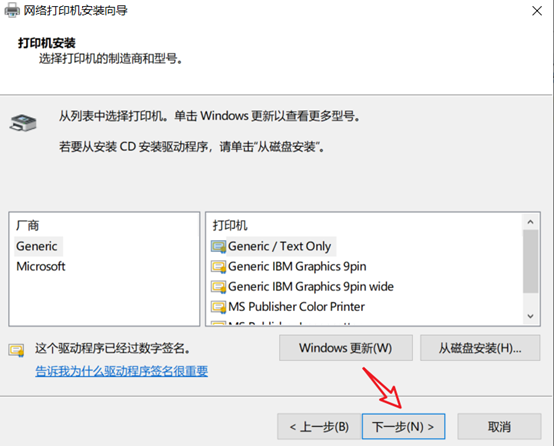 网络打印机安装向导
打印机安装
选择打印机的制造商和型号。
从列表中选择打印机。单击 Windows 更新以查看更多型号。
若要从安装 CD 安装驱动程序，请单击“从磁盘安装”。
厂商
Generic
Microsoft
打印机
Generic / Text Only
Generic IBM Graphics 9pin
Generic IBM Graphics 9pin wide
MS Publisher Color Printer
这个驱动程序已经过数字签名。
告诉我为什么驱动程序签名很重要
Windows 更新(W)
从磁盘安装(H)...
< 上一步(B)
下一步(N) >
取消